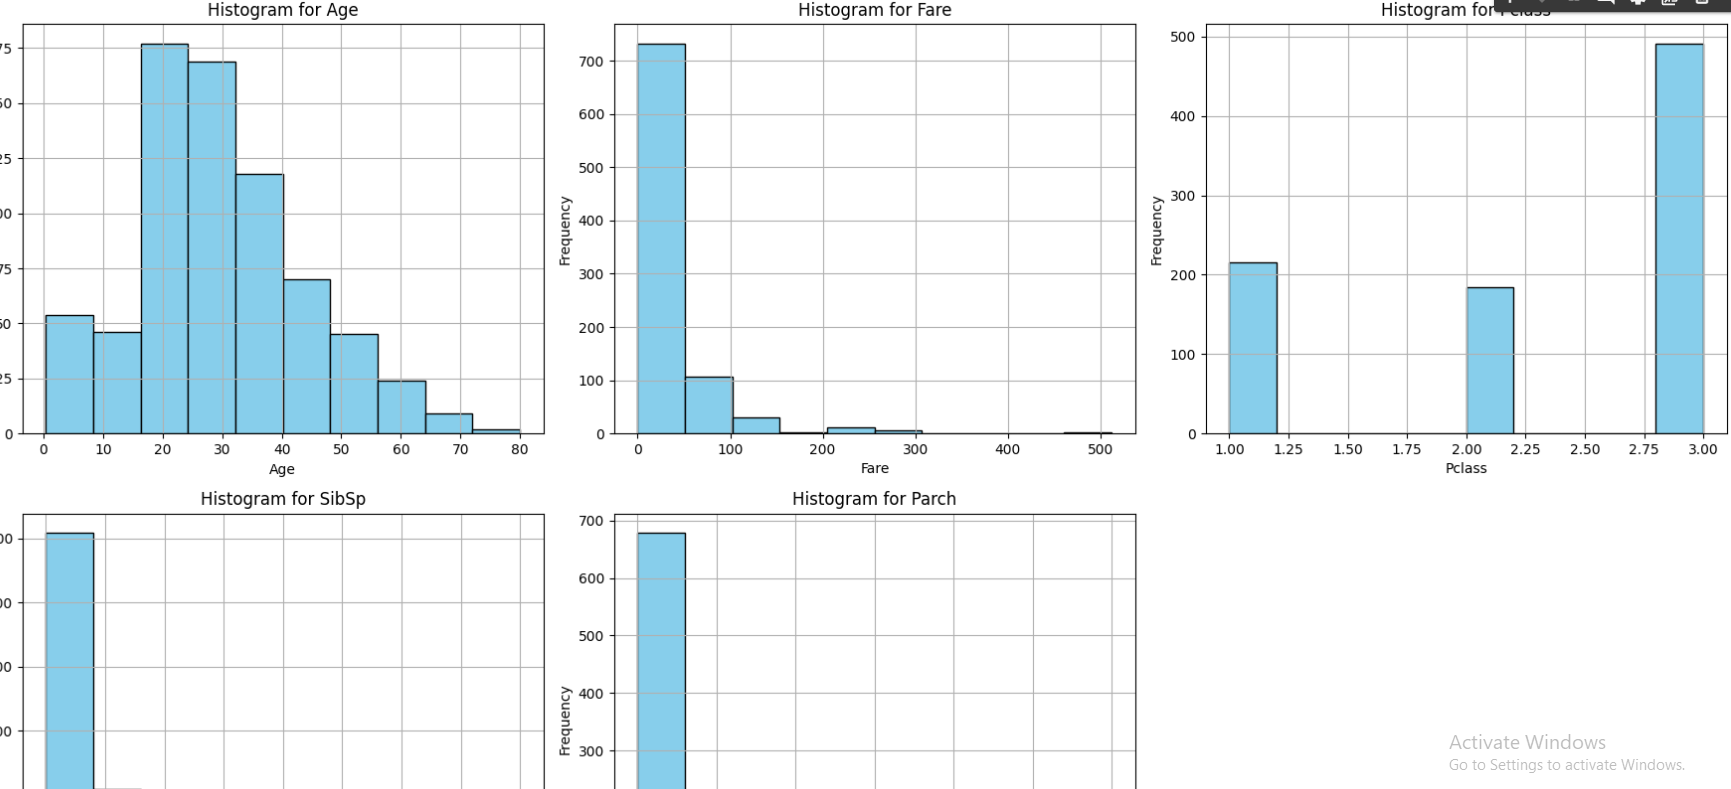 Histogram for Age
75
50
25
00
75
50
25
0
0 10 20 30 40 50 60 70 80
Age
Histogram for Fare
Frequency
700
600
500
400
300
200
100
0
0 100 200 300 400 500
Fare
Histogram for Pclass
Frequency
500
400
300
200
100
0
1.00 1.25 1.50 1.75 2.00 2.25 2.50 2.75 3.00
Pclass
Histogram for SibSp
00
00
00
00
Histogram for Parch
Frequency
700
600
500
400
300
Activate Windows
Go to Settings to activate Windows.